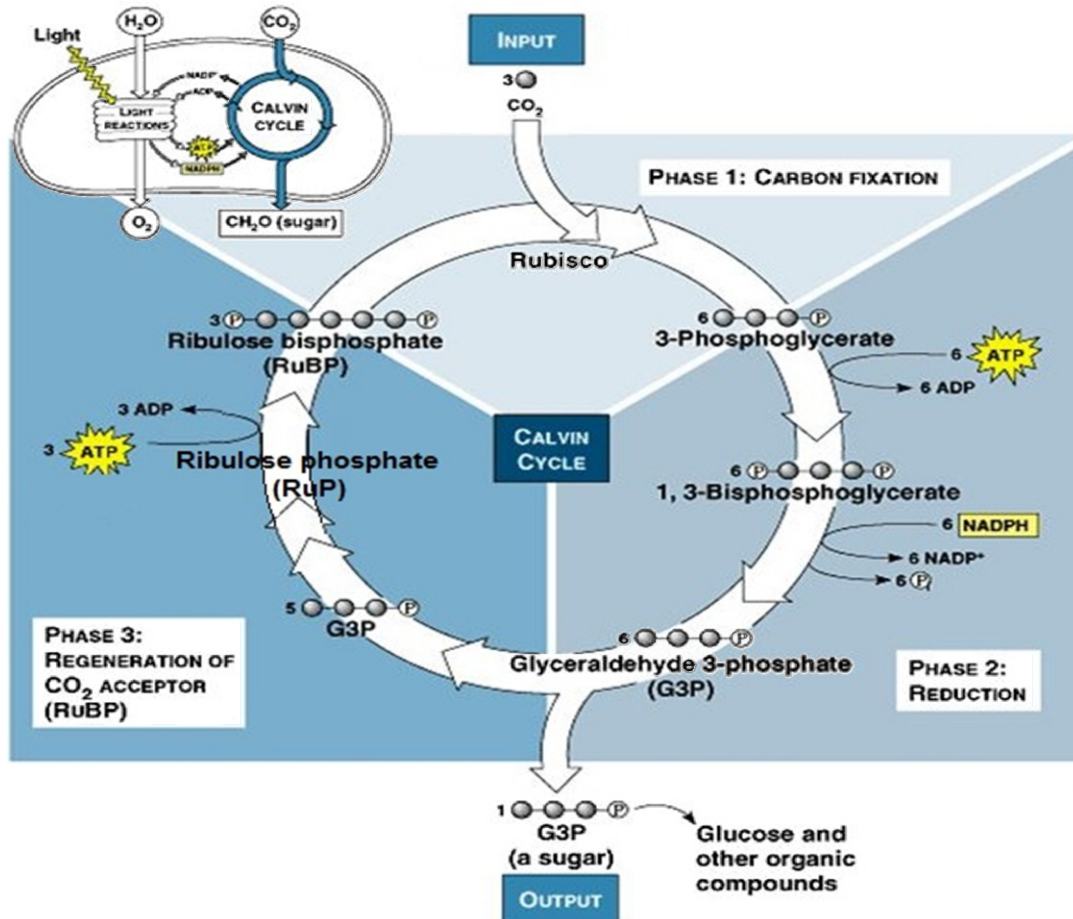 Light
H₂O
CO₂
NADP⁺
ADP
LIGHT
REACTIONS
CALVIN
CYCLE
ATP
NADPH
O₂
CH₂O (sugar)
INPUT
3
CO₂
PHASE 1: CARBON FIXATION
Rubisco
3 P P
Ribulose bisphosphate
(RuBP)
6 P
3-Phosphoglycerate
6 ATP
6 ADP
3 ADP
3 ATP
Ribulose phosphate
(RuP)
CALVIN
CYCLE
6 P P
1, 3-Bisphosphoglycerate
6 NADPH
6 NADP⁺
6 P
5 P
G3P
6 P
Glyceraldehyde 3-phosphate
(G3P)
PHASE 3:
REGENERATION OF
CO₂ ACCEPTOR
(RuBP)
PHASE 2:
REDUCTION
1 P
G3P
(a sugar)
Glucose and
other organic
compounds
OUTPUT